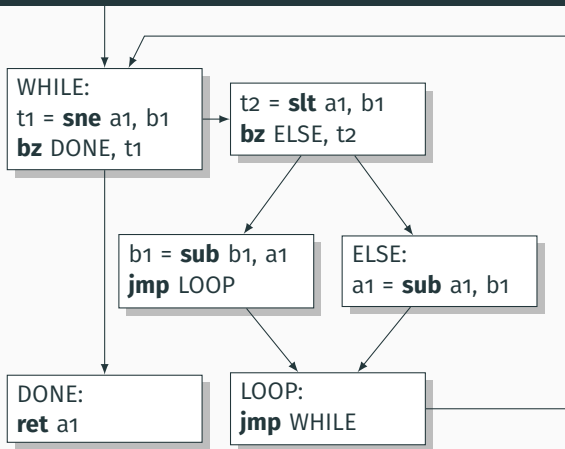 WHILE:
t1 = sne a1, b1
bz DONE, t1
t2 = slt a1, b1
bz ELSE, t2
b1 = sub b1, a1
jmp LOOP
ELSE:
a1 = sub a1, b1
DONE:
ret a1
LOOP:
jmp WHILE